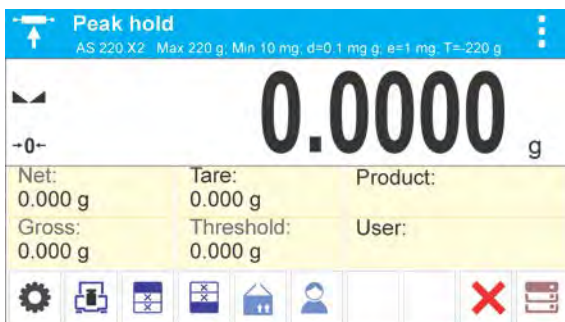 Peak hold
AS 220 X2 Max 220 g; Min 10 mg; d=0.1 mg g; e=1 mg; T=-220 g
0.0000 g
→0←
Net: Tare: Product:
0.000 g 0.000 g
Gross: Threshold: User:
0.000 g 0.000 g